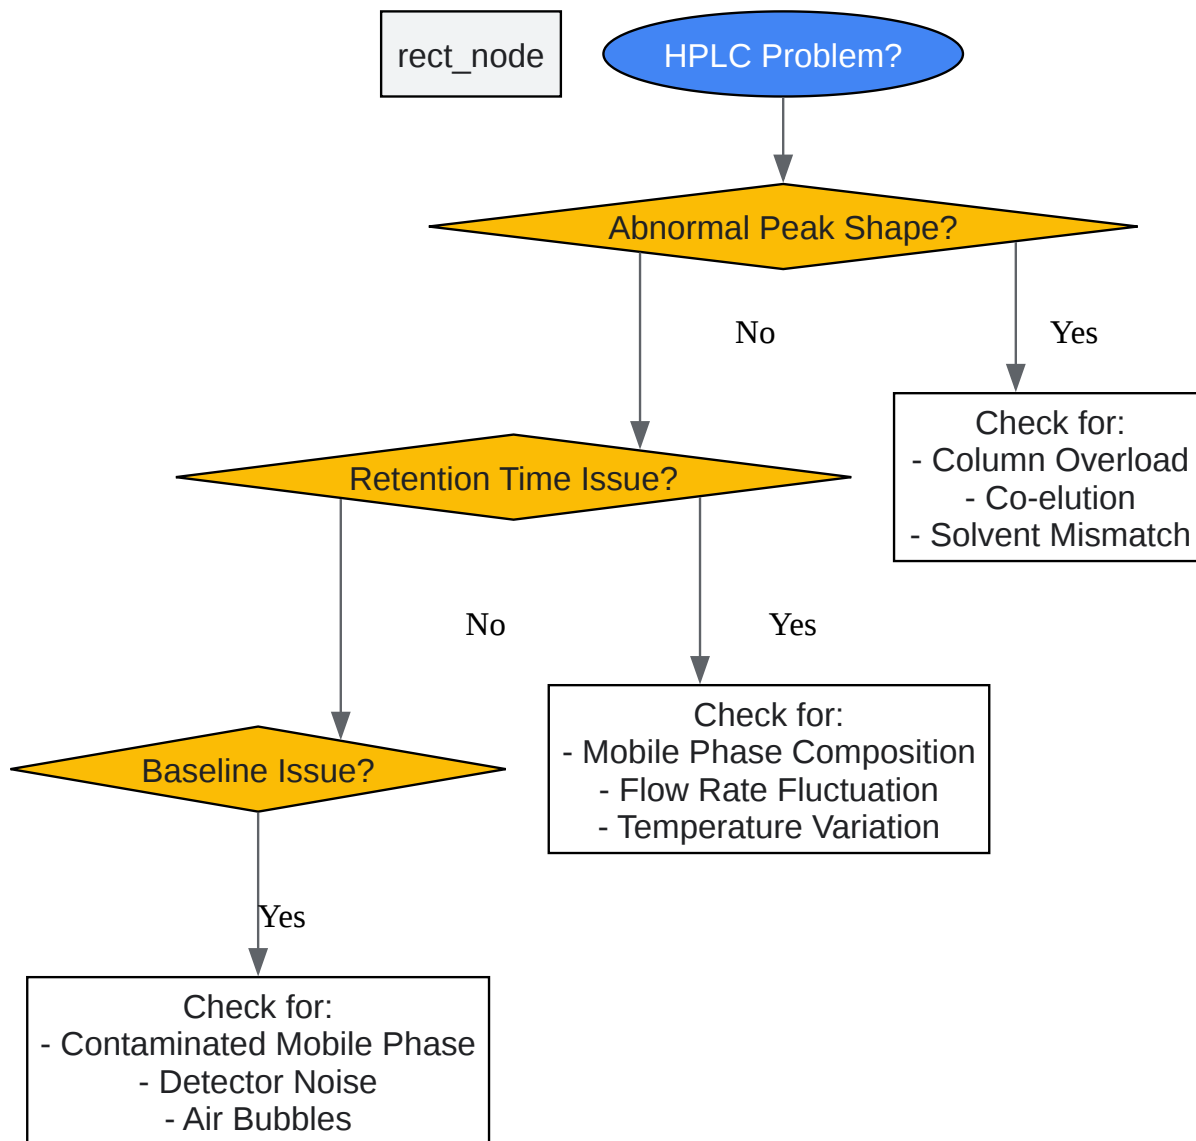 rect_node
HPLC Problem?
Abnormal Peak Shape?
No
Yes
Check for:
- Column Overload
- Co-elution
- Solvent Mismatch
Retention Time Issue?
No
Yes
Check for:
- Mobile Phase Composition
- Flow Rate Fluctuation
- Temperature Variation
Baseline Issue?
Yes
Check for:
- Contaminated Mobile Phase
- Detector Noise
- Air Bubbles